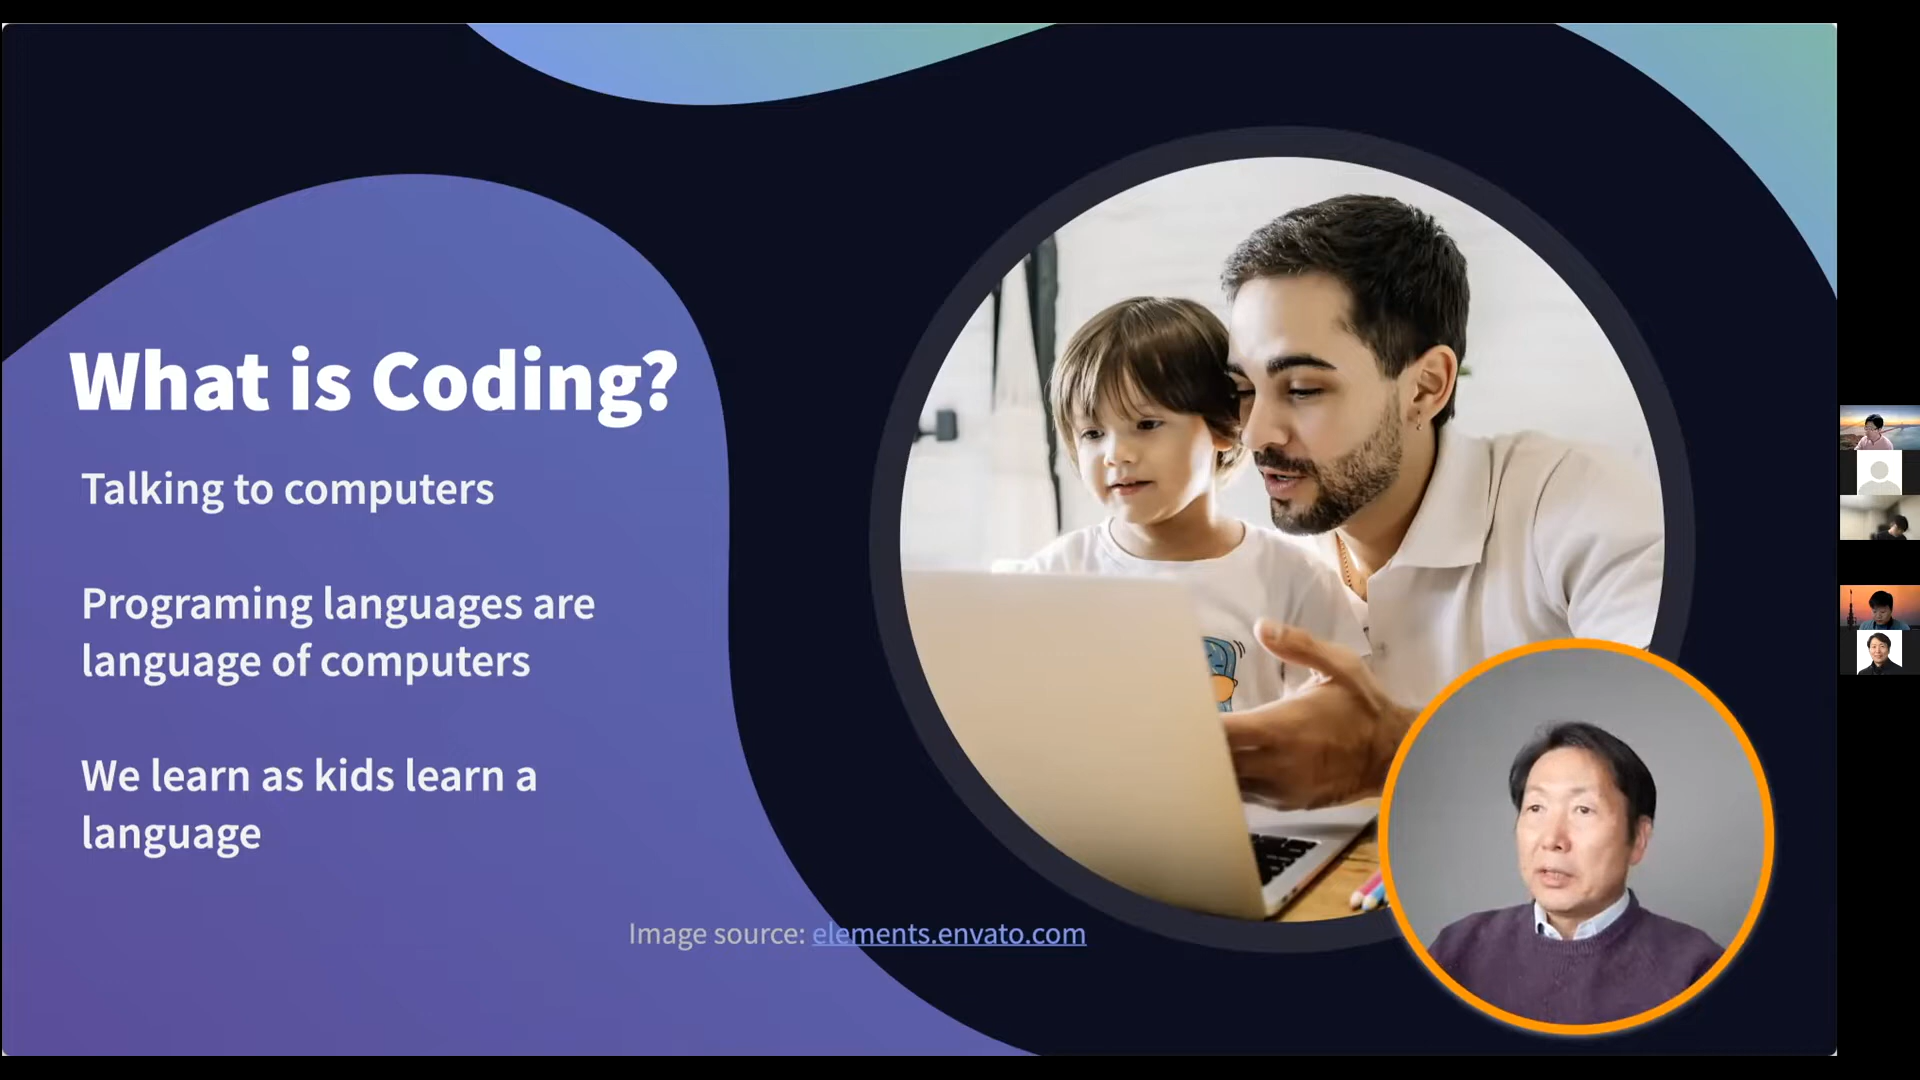 What is Coding?
Talking to computers
Programing languages are
language of computers
We learn as kids learn a
language
Image source: elements.envato.com